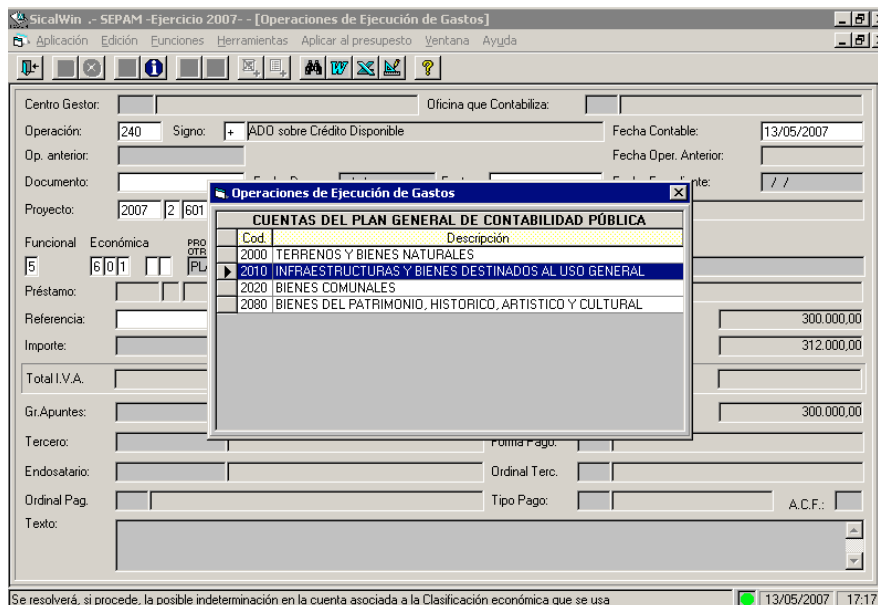 SicalWin .- SEPAM -Ejercicio 2007- - [Operaciones de Ejecución de Gastos]
Aplicación Edición Funciones Herramientas Aplicar al presupesto Ventana Ayuda
Centro Gestor: Oficina que Contabiliza:
Operación: 240 Signo: + ADO sobre Crédito Disponible Fecha Contable: 13/05/2007
Op. anterior: Fecha Oper. Anterior:
Documento: / /
Proyecto: 2007 2 601
Operaciones de Ejecución de Gastos
CUENTAS DEL PLAN GENERAL DE CONTABILIDAD PÚBLICA
Cod. Descripción
2000 TERRENOS Y BIENES NATURALES
2010 INFRAESTRUCTURAS Y BIENES DESTINADOS AL USO GENERAL
2020 BIENES COMUNALES
2080 BIENES DEL PATRIMONIO, HISTORICO, ARTISTICO Y CULTURAL
Funcional Económica
5 6 0 1
Préstamo:
Referencia: 300.000,00
Importe: 312.000,00
Total I.V.A.
Gr.Apuntes: 300.000,00
Tercero: Forma Pago:
Endosatario: Ordinal Terc.
Ordinal Pag. Tipo Pago: A.C.F.:
Texto:
Se resolverá, si procede, la posible indeterminación en la cuenta asociada a la Clasificación económica que se usa 13/05/2007 17:17